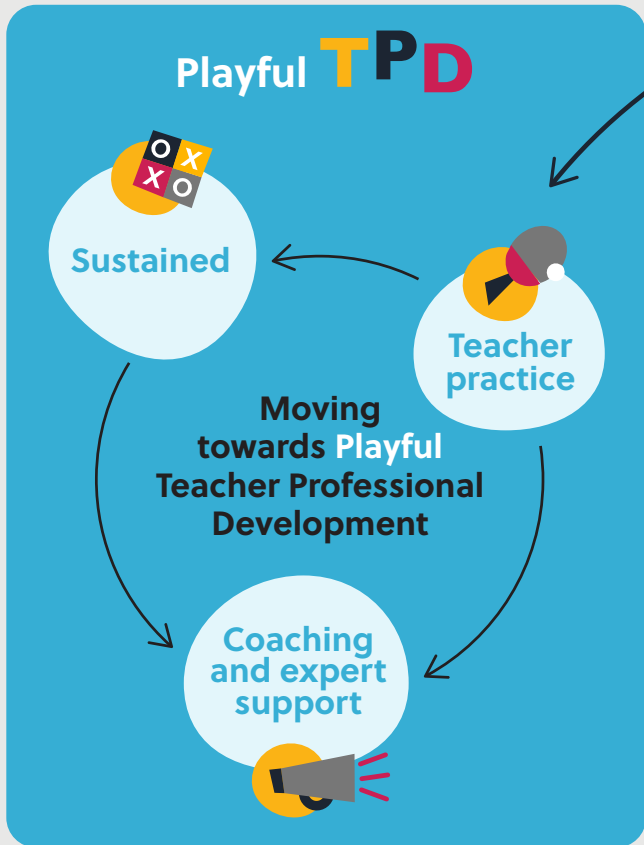 Playful TPD
O X
X O
Sustained
Teacher
practice
Moving
towards Playful
Teacher Professional
Development
Coaching
and expert
support